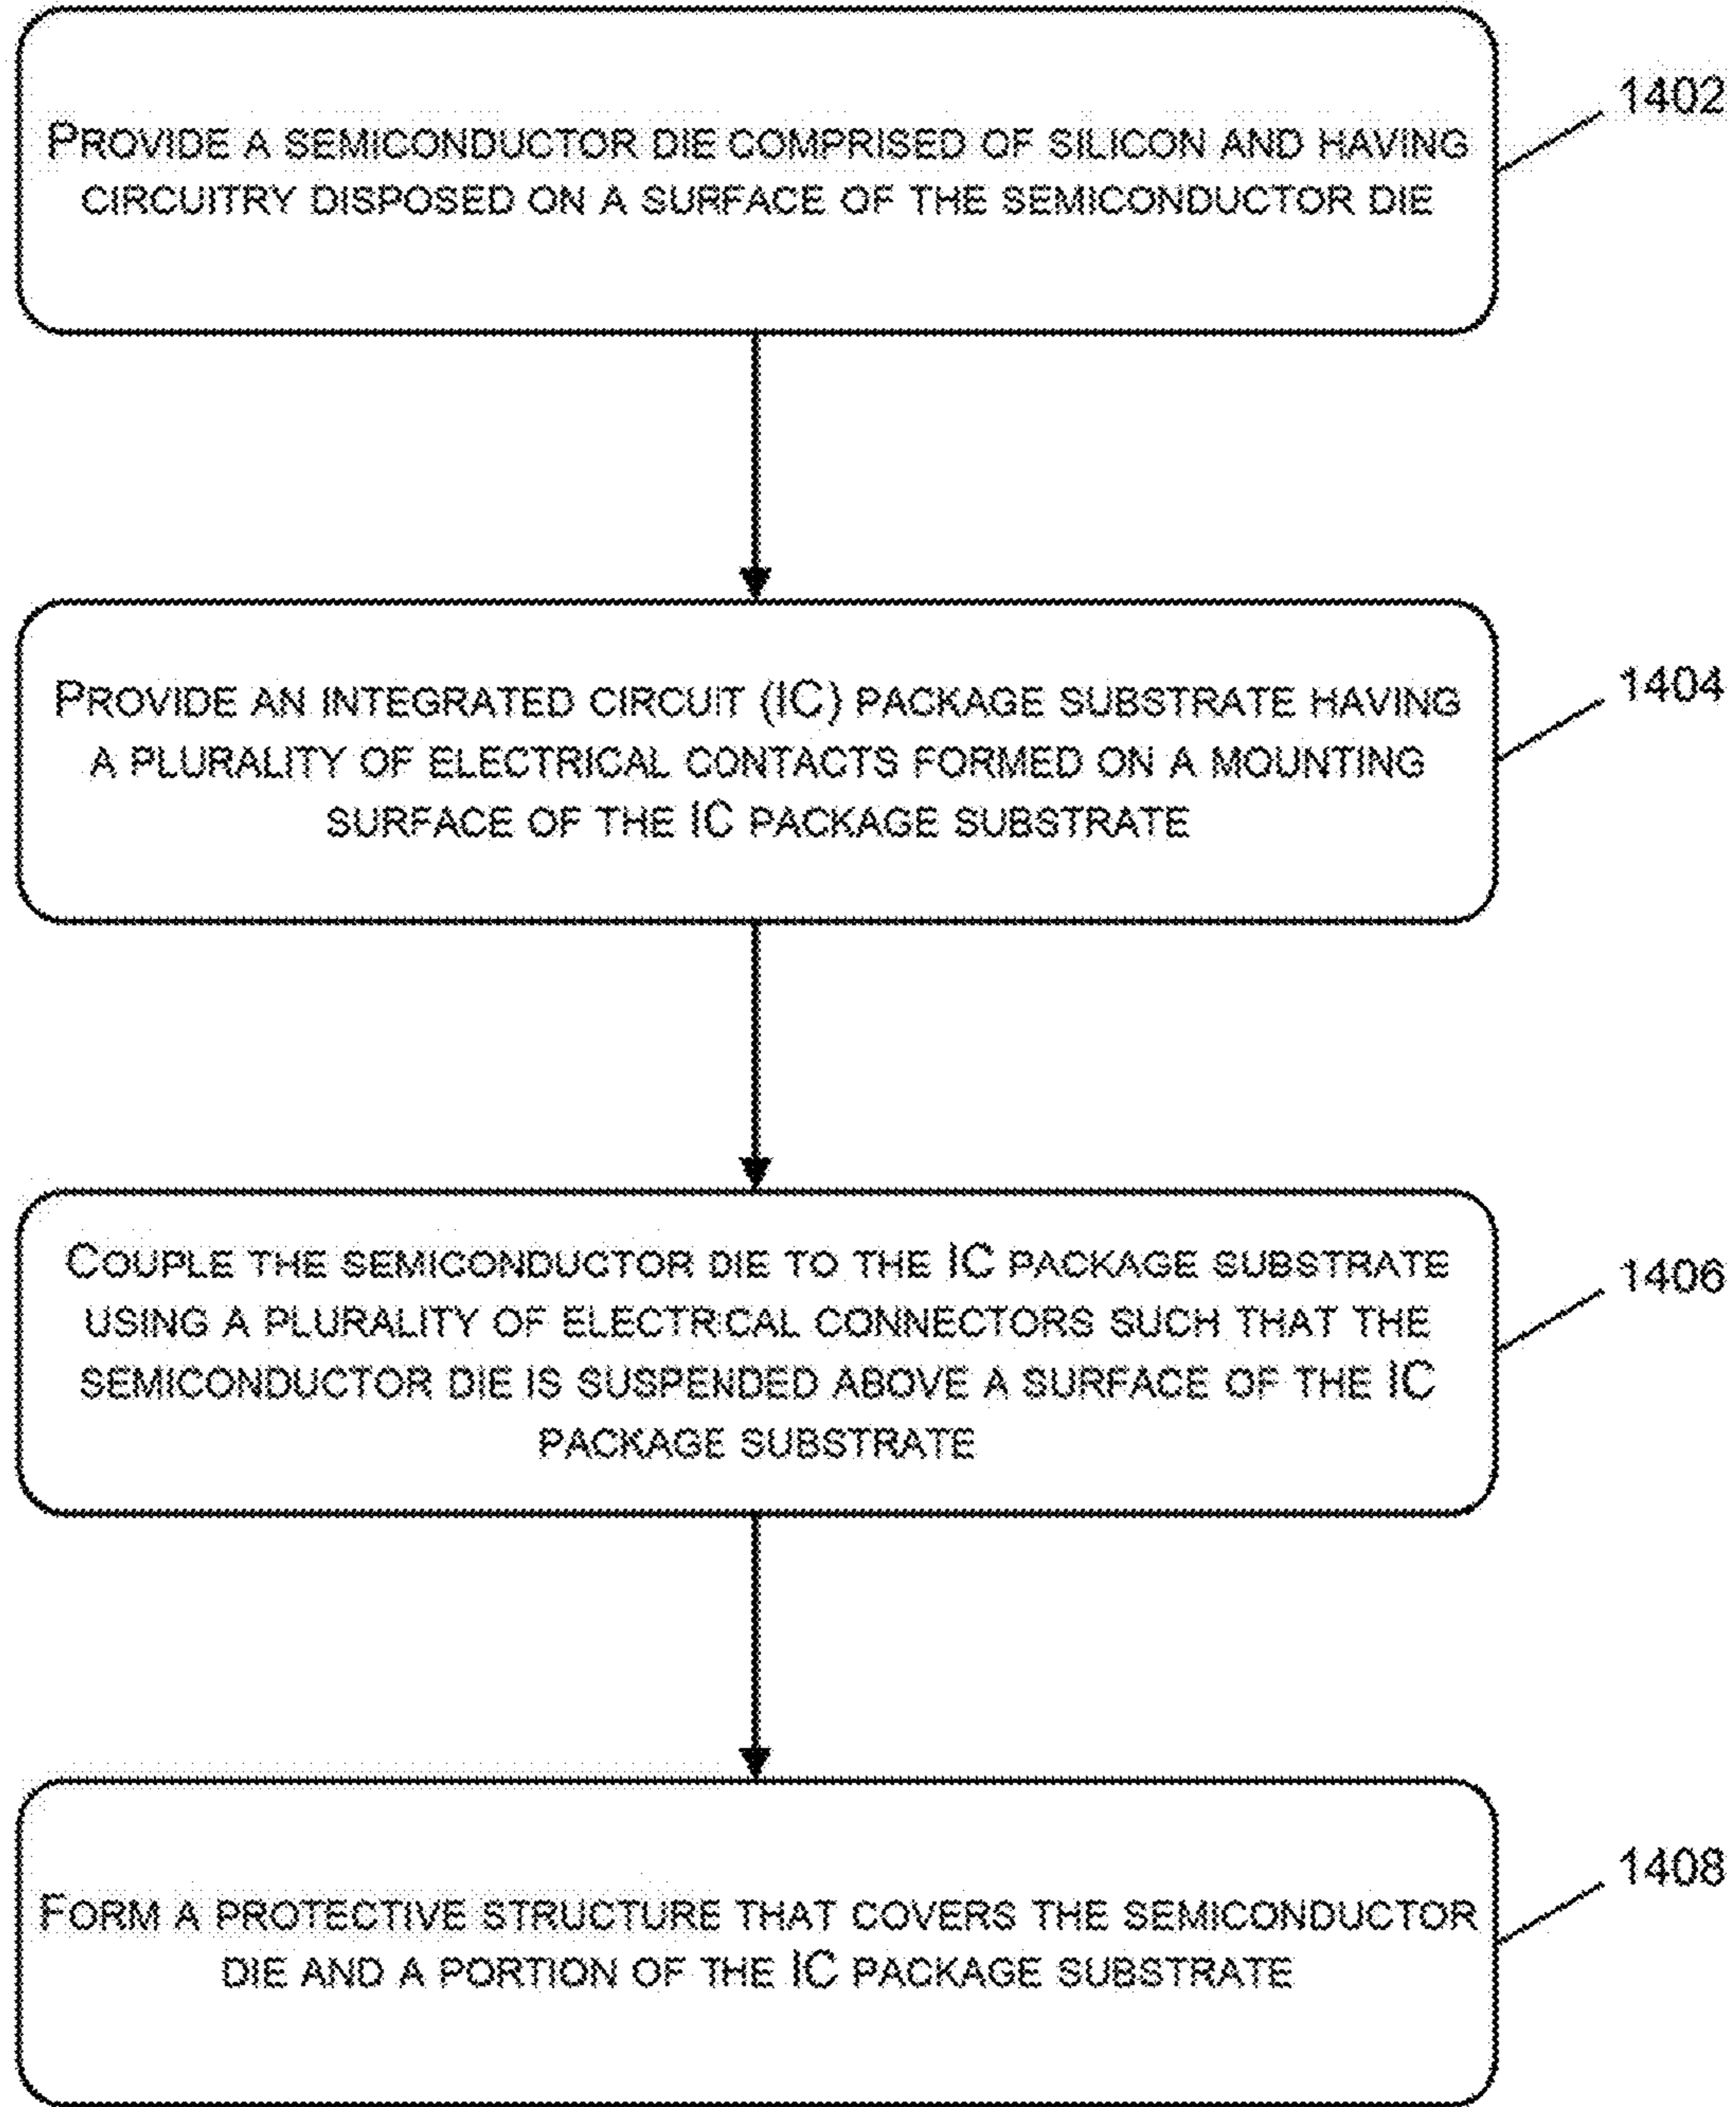 PROVIDE A SEMICONDUCTOR DIE COMPRISED OF SILICON AND HAVING
CIRCUITRY DISPOSED ON A SURFACE OF THE SEMICONDUCTOR DIE
1402
PROVIDE AN INTEGRATED CIRCUIT (IC) PACKAGE SUBSTRATE HAVING
A PLURALITY OF ELECTRICAL CONTACTS FORMED ON A MOUNTING
SURFACE OF THE IC PACKAGE SUBSTRATE
1404
COUPLE THE SEMICONDUCTOR DIE TO THE IC PACKAGE SUBSTRATE
USING A PLURALITY OF ELECTRICAL CONNECTORS SUCH THAT THE
SEMICONDUCTOR DIE IS SUSPENDED ABOVE A SURFACE OF THE IC
PACKAGE SUBSTRATE
1406
FORM A PROTECTIVE STRUCTURE THAT COVERS THE SEMICONDUCTOR
DIE AND A PORTION OF THE IC PACKAGE SUBSTRATE
1408